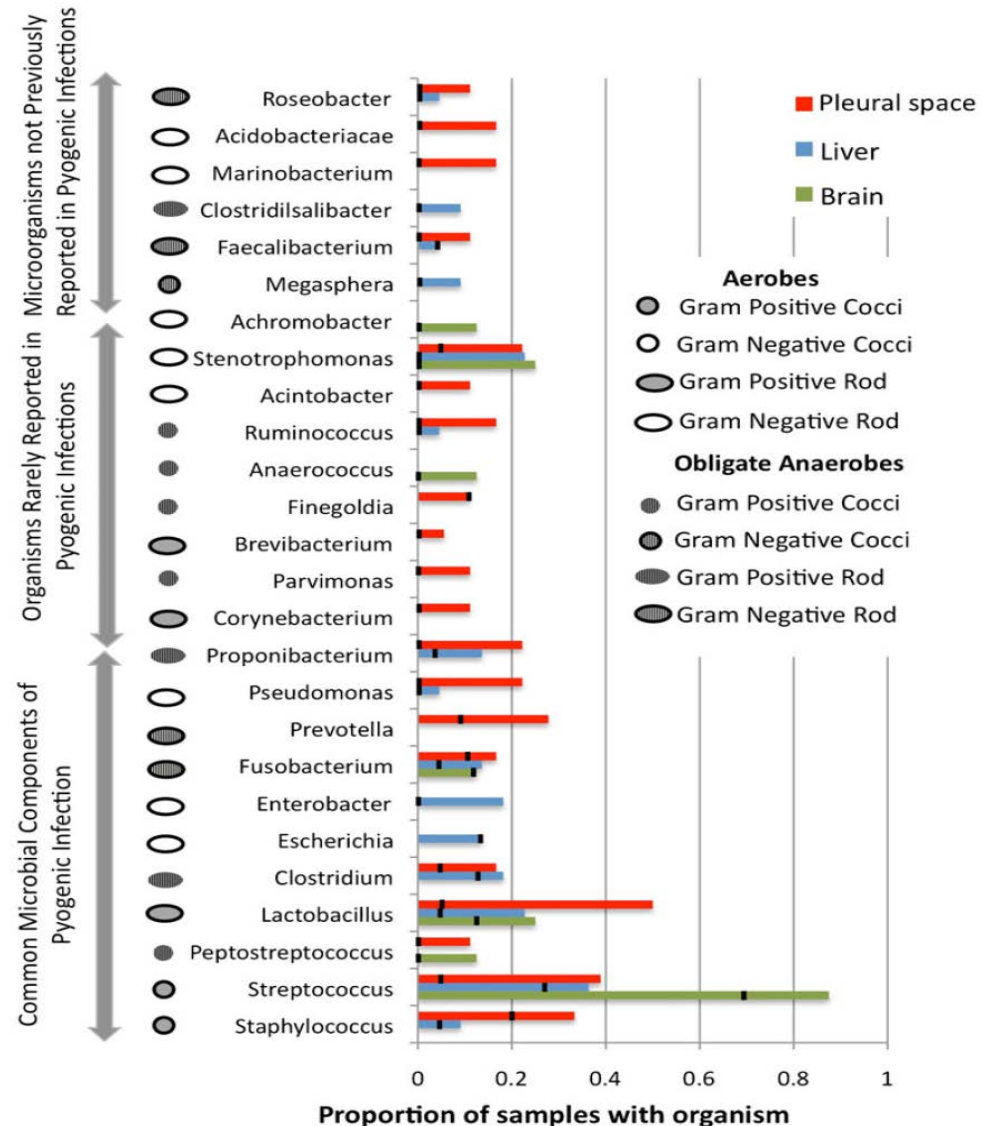 Microorganisms not Previously
Reported in Pyogenic Infections
Organisms Rarely Reported in
Pyogenic Infections
Common Microbial Components of
Pyogenic Infection
Roseobacter
Acidobacteriacae
Marinobacterium
Clostridilsalibacter
Faecalibacterium
Megasphera
Achromobacter
Stenotrophomonas
Acintobacter
Ruminococcus
Anaerococcus
Finegoldia
Brevibacterium
Parvimonas
Corynebacterium
Proponibacterium
Pseudomonas
Prevotella
Fusobacterium
Enterobacter
Escherichia
Clostridium
Lactobacillus
Peptostreptococcus
Streptococcus
Staphylococcus
Pleural space
Liver
Brain
Aerobes
Gram Positive Cocci
Gram Negative Cocci
Gram Positive Rod
Gram Negative Rod
Obligate Anaerobes
Gram Positive Cocci
Gram Negative Cocci
Gram Positive Rod
Gram Negative Rod
0 0.2 0.4 0.6 0.8 1
Proportion of samples with organism